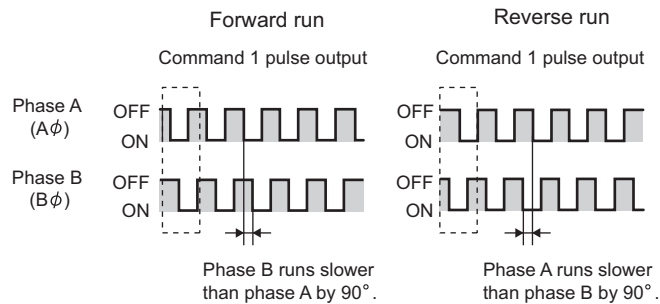 Forward run
Reverse run
Command 1 pulse output
Command 1 pulse output
Phase A
(Aϕ)
OFF
ON
OFF
ON
Phase B
(Bϕ)
OFF
ON
OFF
ON
Phase B runs slower
than phase A by 90°.
Phase A runs slower
than phase B by 90°.